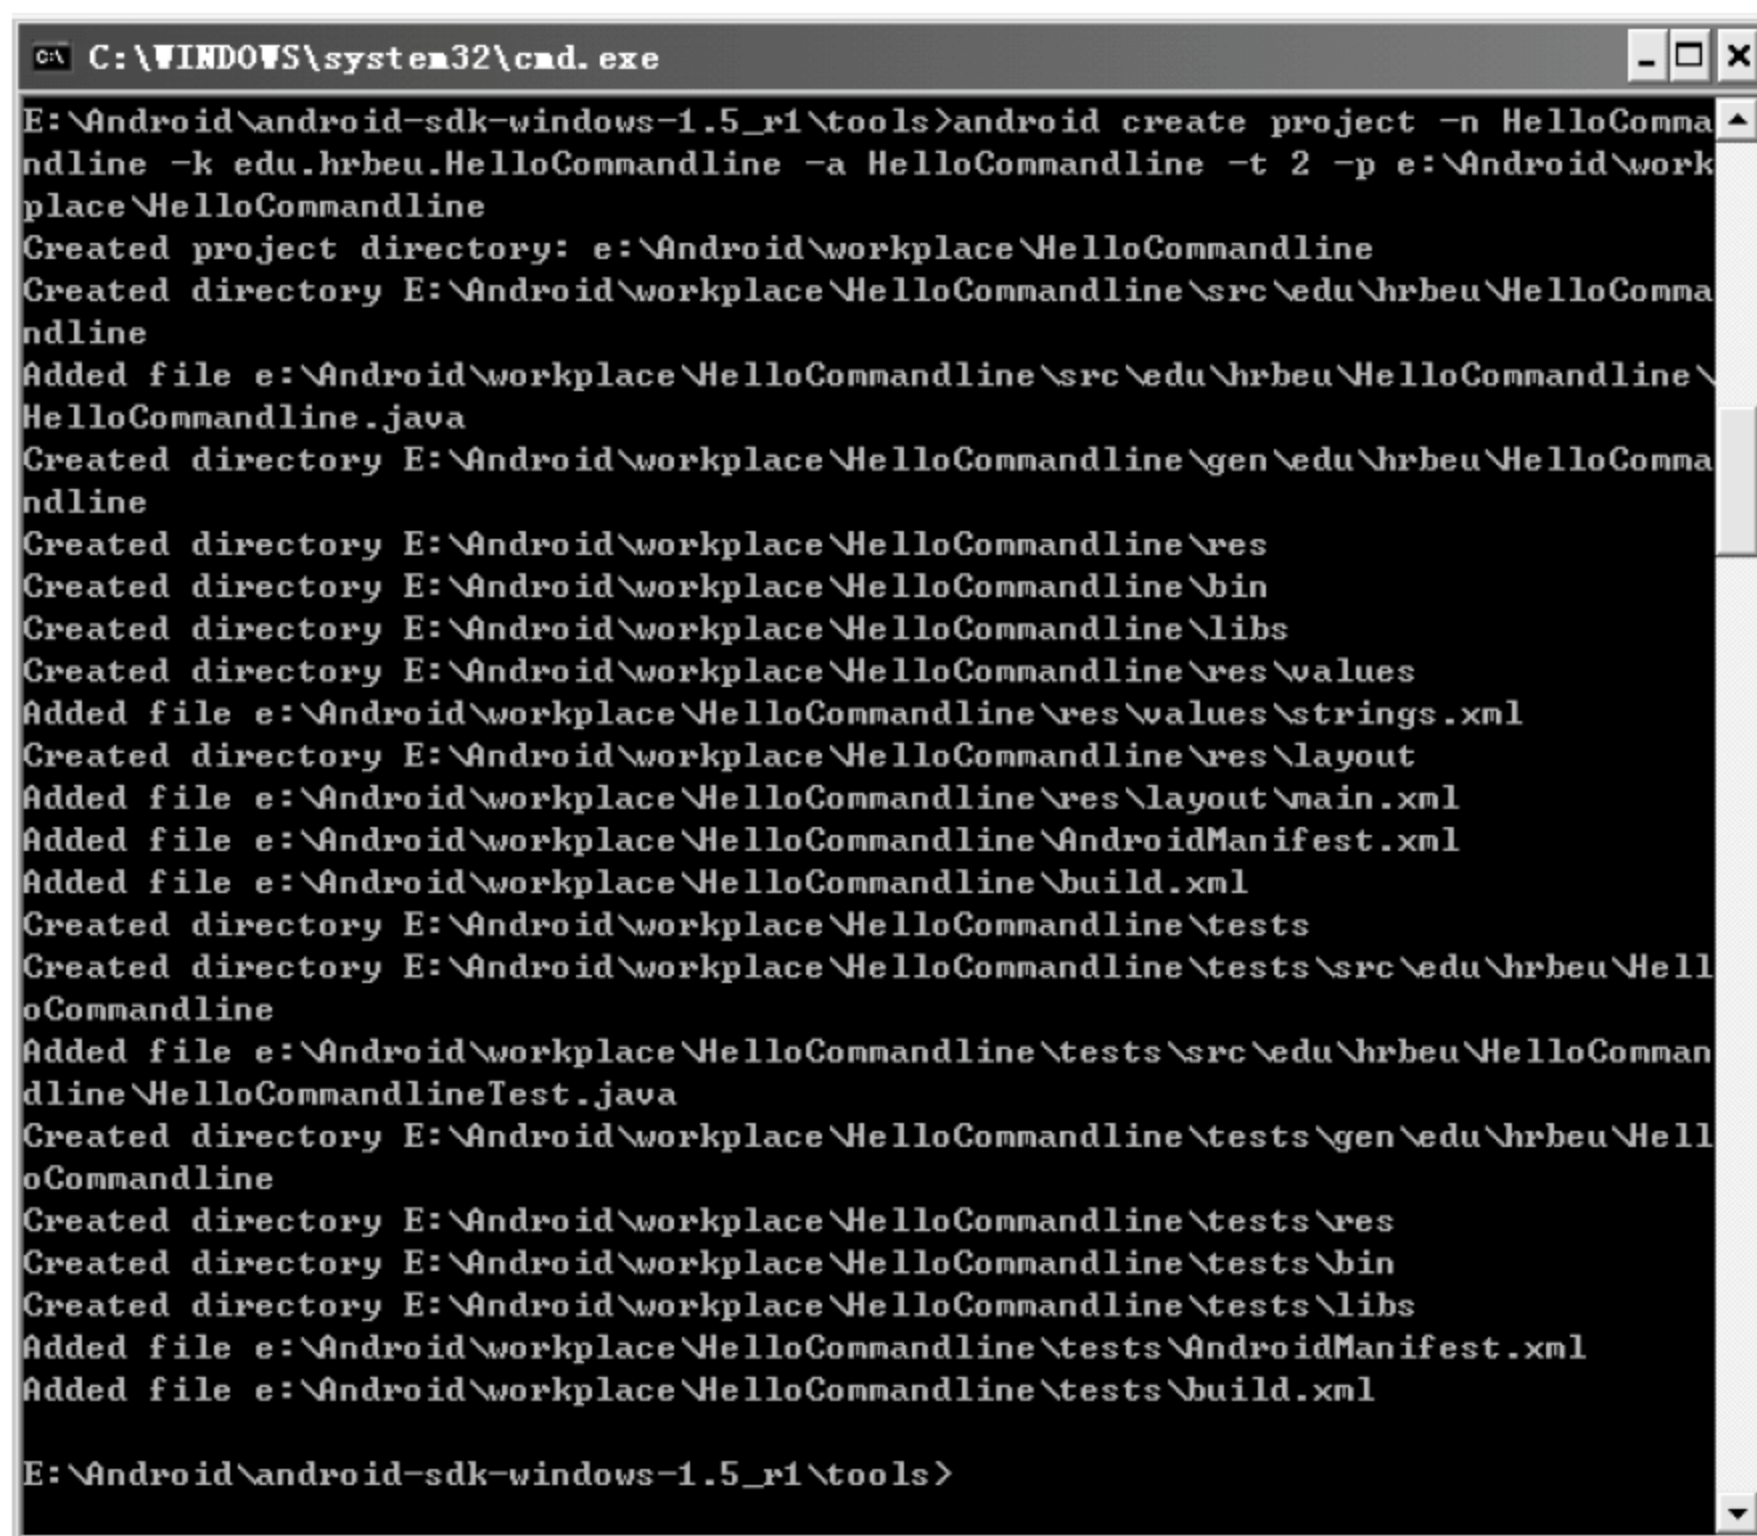 C:\WINDOWS\system32\cmd.exe
E:\Android\android-sdk-windows-1.5_r1\tools>android create project -n HelloComma
ndline -k edu.hrbeu.HelloCommandline -a HelloCommandline -t 2 -p e:\Android\work
place\HelloCommandline
Created project directory: e:\Android\workplace\HelloCommandline
Created directory E:\Android\workplace\HelloCommandline\src\edu\hrbeu\HelloComma
ndline
Added file e:\Android\workplace\HelloCommandline\src\edu\hrbeu\HelloCommandline\
HelloCommandline.java
Created directory E:\Android\workplace\HelloCommandline\gen\edu\hrbeu\HelloComma
ndline
Created directory E:\Android\workplace\HelloCommandline\res
Created directory E:\Android\workplace\HelloCommandline\bin
Created directory E:\Android\workplace\HelloCommandline\libs
Created directory E:\Android\workplace\HelloCommandline\res\values
Added file e:\Android\workplace\HelloCommandline\res\values\strings.xml
Created directory E:\Android\workplace\HelloCommandline\res\layout
Added file e:\Android\workplace\HelloCommandline\res\layout\main.xml
Added file e:\Android\workplace\HelloCommandline\AndroidManifest.xml
Added file e:\Android\workplace\HelloCommandline\build.xml
Created directory E:\Android\workplace\HelloCommandline\tests
Created directory E:\Android\workplace\HelloCommandline\tests\src\edu\hrbeu\Hell
oCommandline
Added file e:\Android\workplace\HelloCommandline\tests\src\edu\hrbeu\HelloComman
dline\HelloCommandlineTest.java
Created directory E:\Android\workplace\HelloCommandline\tests\gen\edu\hrbeu\Hell
oCommandline
Created directory E:\Android\workplace\HelloCommandline\tests\res
Created directory E:\Android\workplace\HelloCommandline\tests\bin
Created directory E:\Android\workplace\HelloCommandline\tests\libs
Added file e:\Android\workplace\HelloCommandline\tests\AndroidManifest.xml
Added file e:\Android\workplace\HelloCommandline\tests\build.xml
E:\Android\android-sdk-windows-1.5_r1\tools>